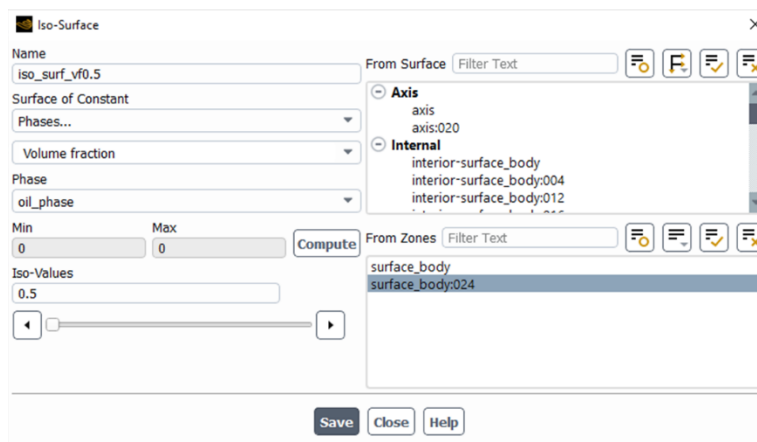 Iso-Surface
Name
iso_surf_vf0.5
Surface of Constant
Phases...
Volume fraction
Phase
oil_phase
Min Max
0 0 Compute
Iso-Values
0.5
From Surface Filter Text
Axis
axis
axis:020
Internal
interior-surface_body
interior-surface_body:004
interior-surface_body:012
From Zones Filter Text
surface_body
surface_body:024
Save Close Help